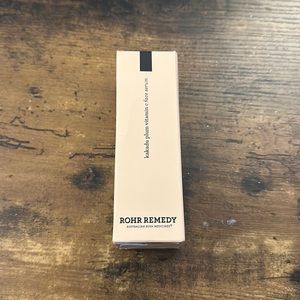 kakadu plum vitamin c face serum
ROHR REMEDY
AUSTRALIAN BUSH MEDICINES®